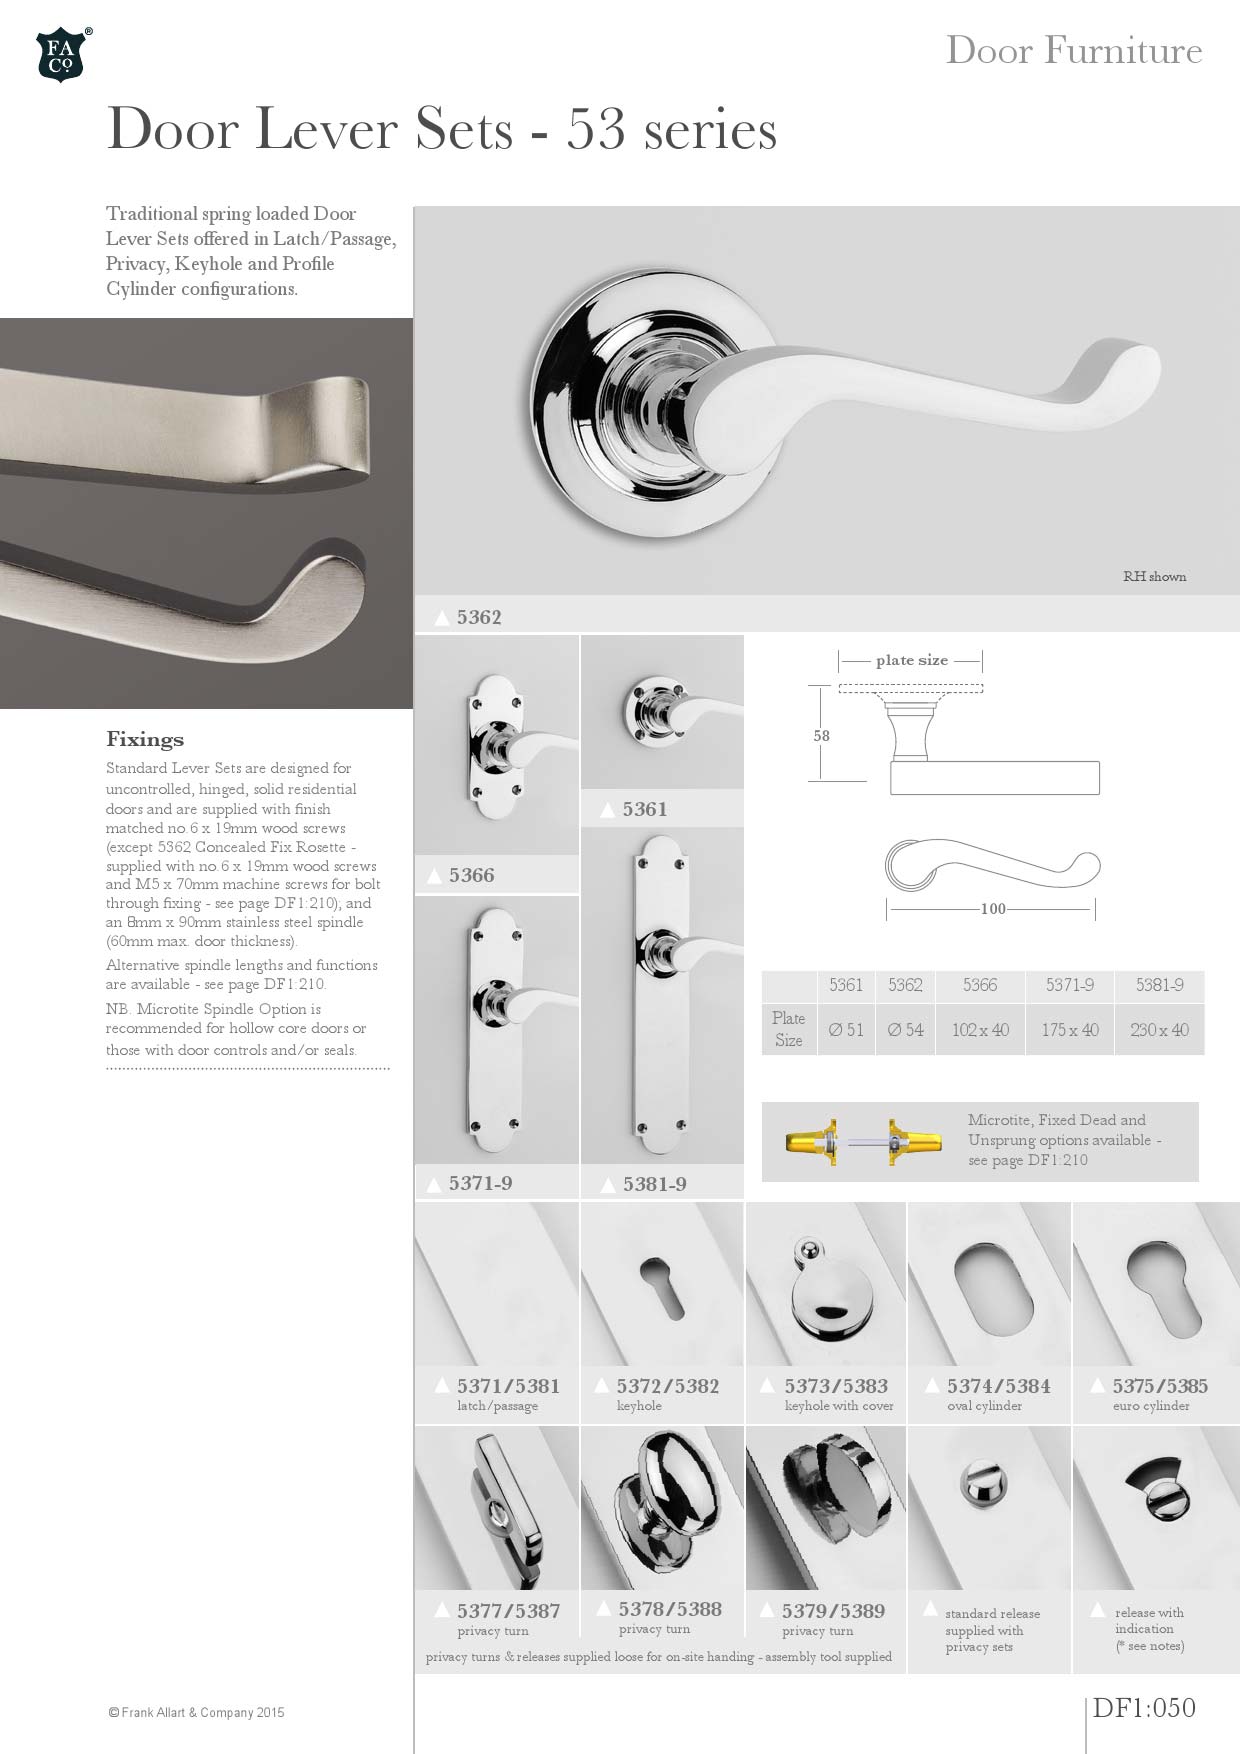 FA
Co.
®
Door Furniture
Door Lever Sets - 53 series
Traditional spring loaded Door
Lever Sets offered in Latch/Passage,
Privacy, Keyhole and Profile
Cylinder configurations.
RH shown
5362
Fixings
Standard Lever Sets are designed for
uncontrolled, hinged, solid residential
doors and are supplied with finish
matched no.6 x 19mm wood screws
(except 5362 Concealed Fix Rosette -
supplied with no.6 x 19mm wood screws
and M5 x 70mm machine screws for bolt
through fixing - see page DF1:210), and
an 8mm x 90mm stainless steel spindle
(60mm max. door thickness).
Alternative spindle lengths and functions
are available - see page DF1:210.
NB. Microtite Spindle Option is
recommended for hollow core doors or
those with door controls and/or seals.
5366
5361
5371-9
5381-9
plate size
58
100
5361 5362 5366 5371-9 5381-9
Plate
Size
Ø 51 Ø 54 102 x 40 175 x 40 230 x 40
Microtite, Fixed Dead and
Unsprung options available -
see page DF1:210
5371/5381
latch/passage
5372/5382
keyhole
5373/5383
keyhole with cover
5374/5384
oval cylinder
5375/5385
euro cylinder
5377/5387
privacy turn
5378/5388
privacy turn
5379/5389
privacy turn
standard release
supplied with
privacy sets
release with
indication
(* see notes)
privacy turns & releases supplied loose for on-site handing - assembly tool supplied
© Frank Allart & Company 2015
DF1:050